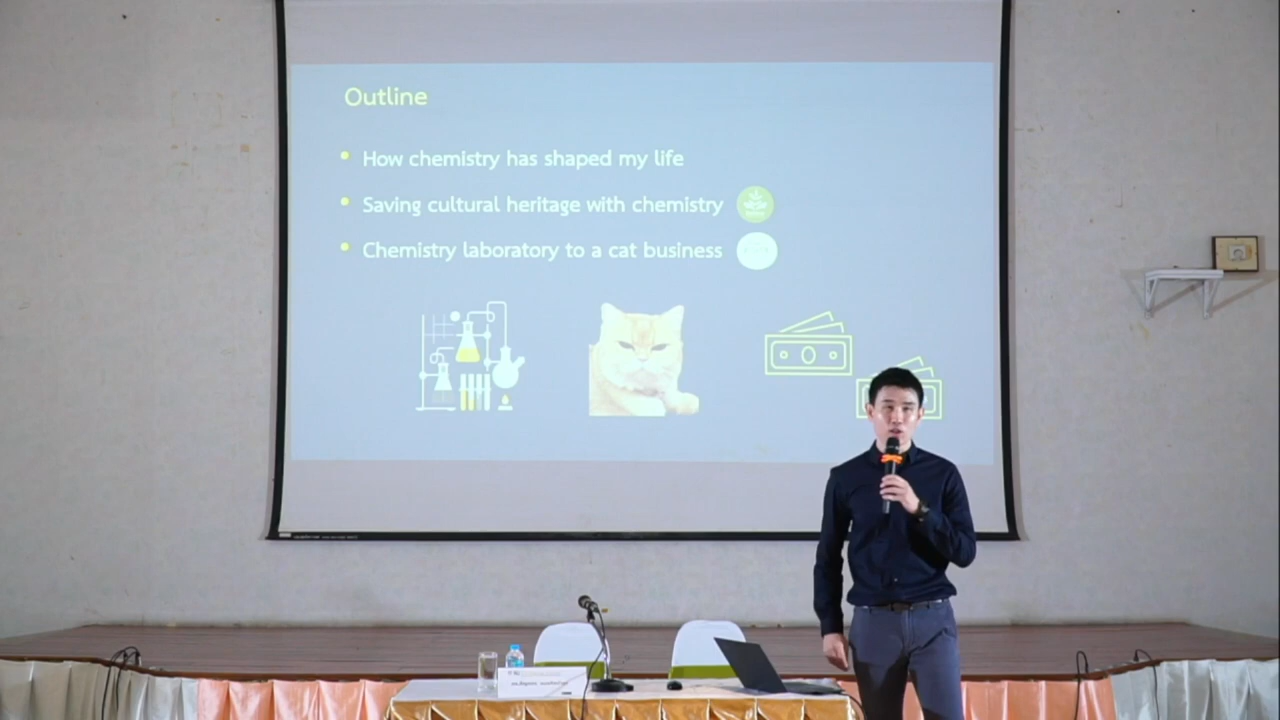 Outline
• How chemistry has shaped my life
• Saving cultural heritage with chemistry
• Chemistry laboratory to a cat business